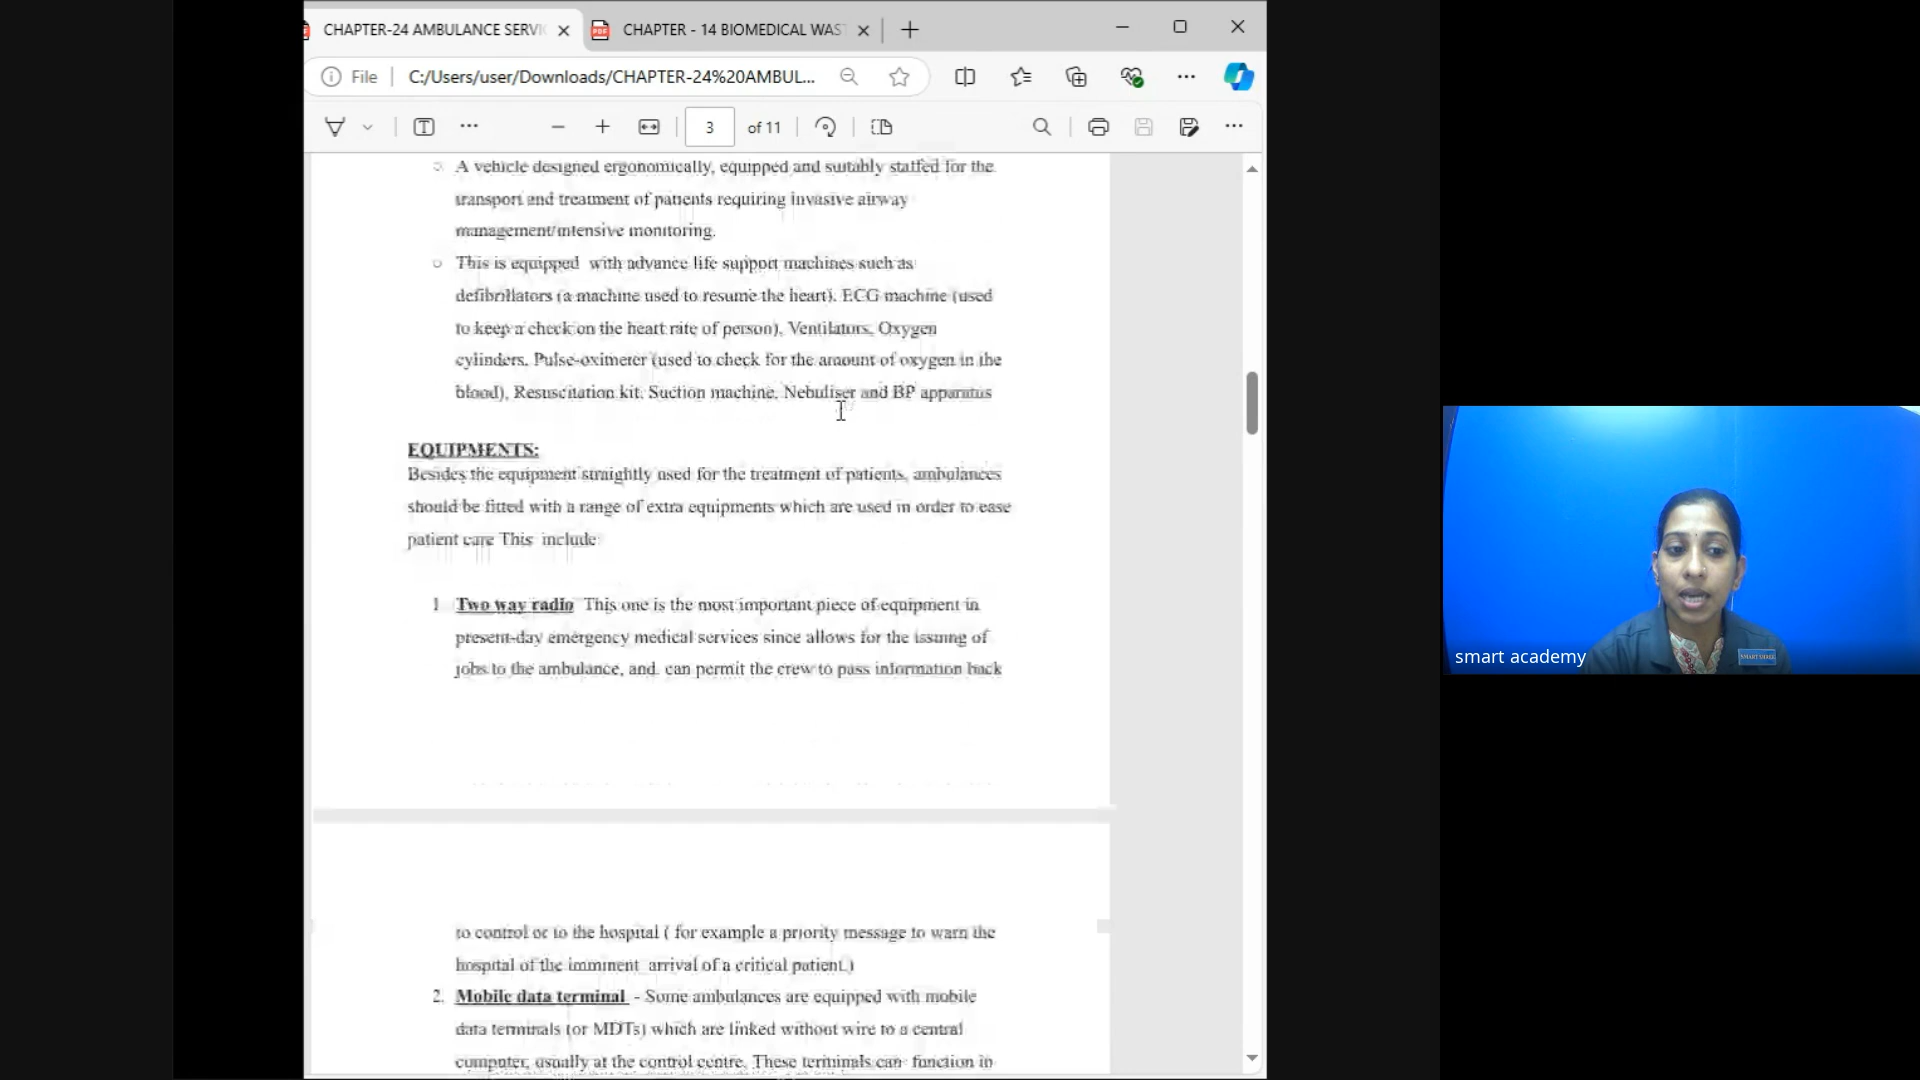 CHAPTER-24 AMBULANCE SERVI
CHAPTER - 14 BIOMEDICAL WAST
File
C:/Users/user/Downloads/CHAPTER-24%20AMBUL...
3 of 11
A vehicle designed ergonomically, equipped and suitably staffed for the
transport and treatment of patients requiring invasive airway
management/intensive monitoring.
This is equipped with advance life support machines such as
defibrillators (a machine used to resume the heart), ECG machine (used
to keep a check on the heart rate of person), Ventilators, Oxygen
cylinders, Pulse-oximeter (used to check for the amount of oxygen in the
blood), Resuscitation kit, Suction machine, Nebuliser and BP apparatus
EQUIPMENTS:
Besides the equipment straightly used for the treatment of patients, ambulances
should be fitted with a range of extra equipments which are used in order to ease
patient care This include
1 Two way radio This one is the most important piece of equipment in
present-day emergency medical services since allows for the issuing of
jobs to the ambulance, and can permit the crew to pass information back
to control or to the hospital ( for example a priority message to warn the
hospital of the imminent arrival of a critical patient.)
2. Mobile data terminal - Some ambulances are equipped with mobile
data terminals (or MDTs) which are linked without wire to a central
computer, usually at the control centre. These terminals can function in
smart academy